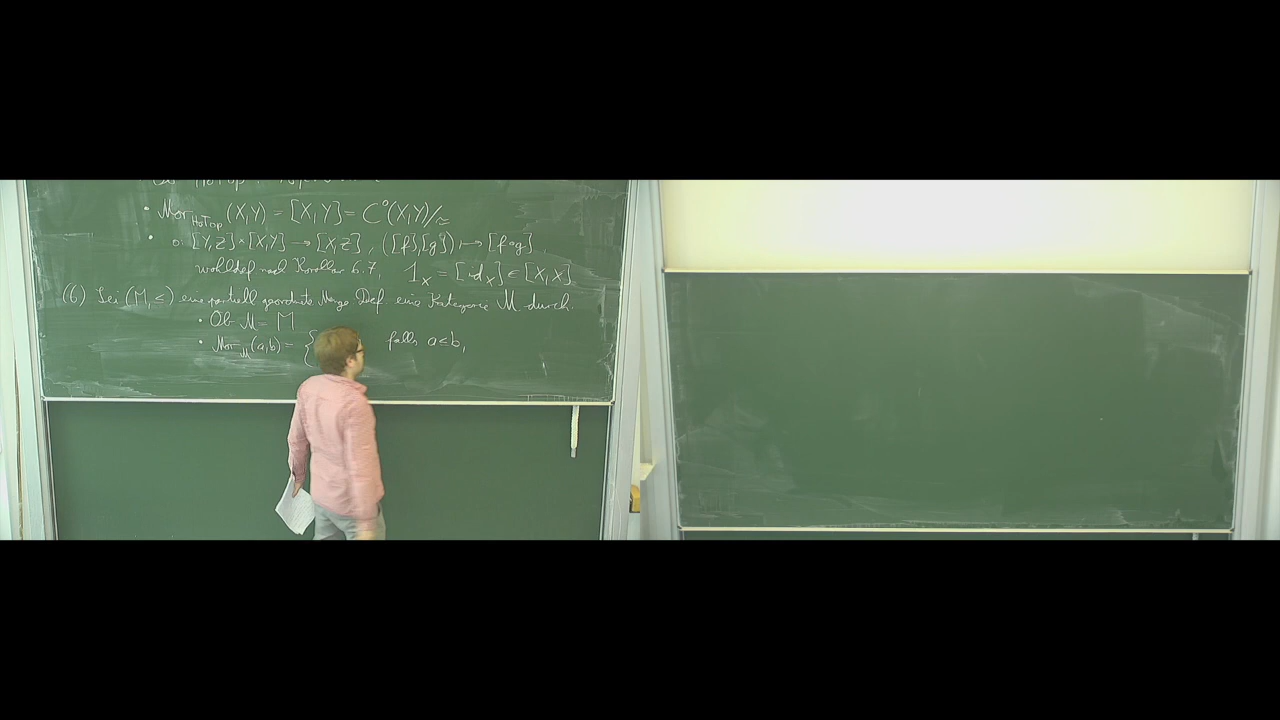 • Mor_HoTop (X,Y) = [X,Y] = C⁰(X,Y)/≃
• ∘: [Y,Z] × [X,Y] → [X,Z], ([f],[g]) ↦ [f∘g],
wohldef nach Korollar 6.7, 1_X = [id_X] ∈ [X,X]
(6) Sei (M, ≤) eine partiell geordnete Menge. Def. eine Kategorie ℳ durch
• Ob ℳ = M
• Mor_ℳ (a,b) = { falls a ≤ b,